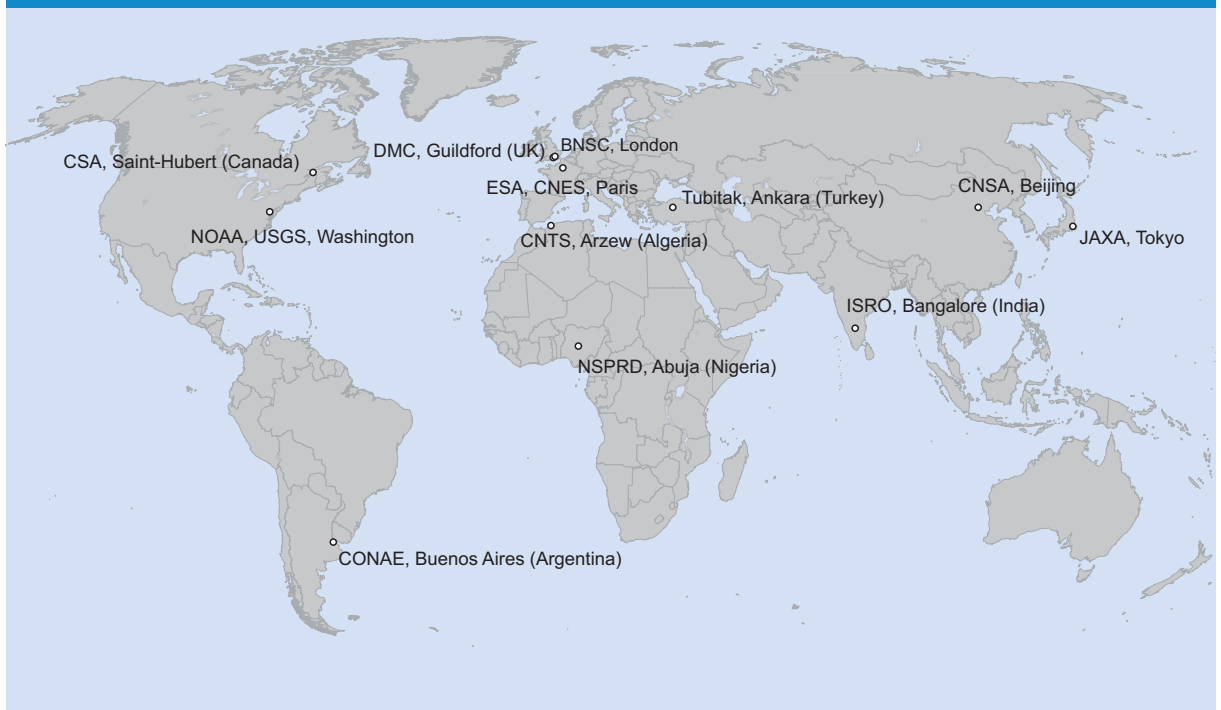 DMC, Guildford (UK)
BNSC, London
CSA, Saint-Hubert (Canada)
ESA, CNES, Paris
CNSA, Beijing
Tubitak, Ankara (Turkey)
NOAA, USGS, Washington
CNTS, Arzew (Algeria)
JAXA, Tokyo
ISRO, Bangalore (India)
NSPRD, Abuja (Nigeria)
CONAE, Buenos Aires (Argentina)